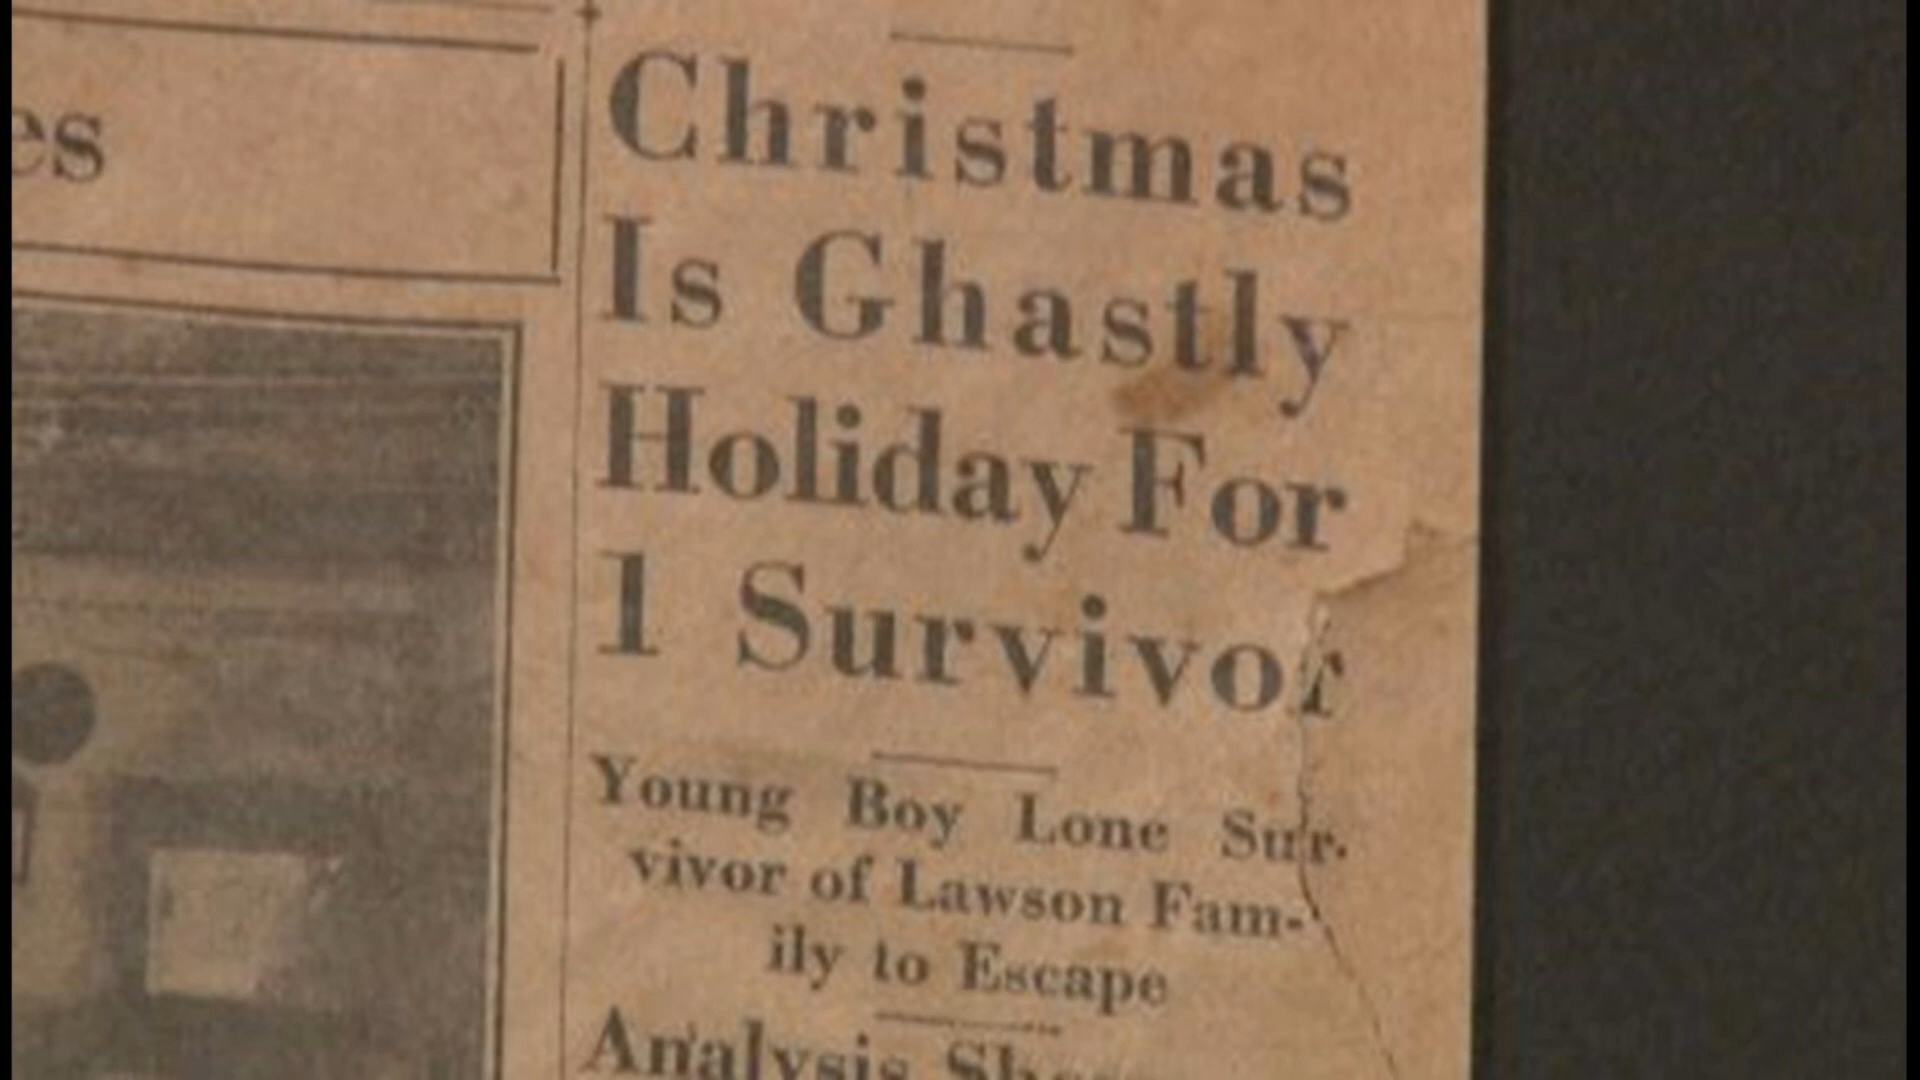 es
Christmas
Is Ghastly
Holiday For
1 Survivor
Young Boy Lone Sur-
vivor of Lawson Fam-
ily to Escape
Analysis